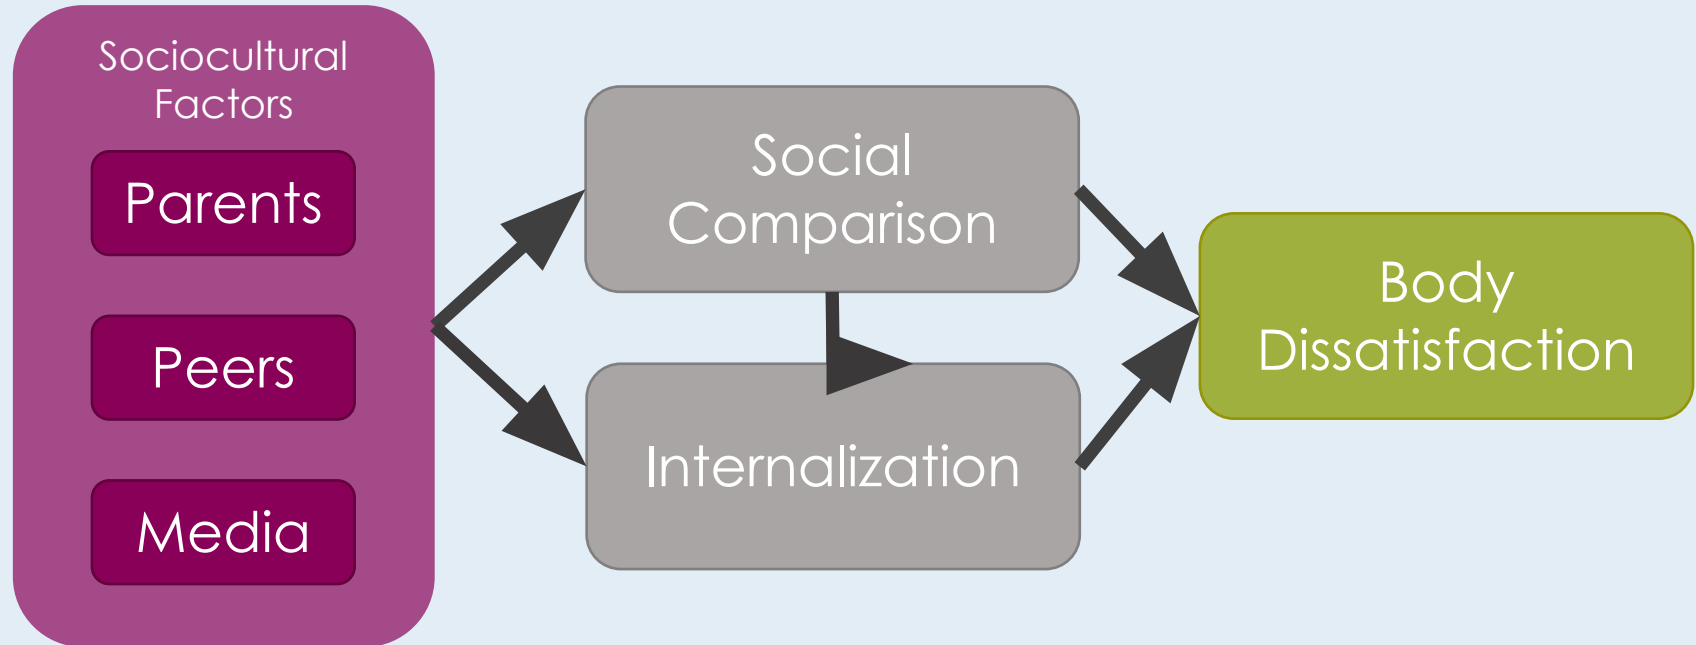 Sociocultural
Factors
Parents
Peers
Media
Social
Comparison
Internalization
Body
Dissatisfaction